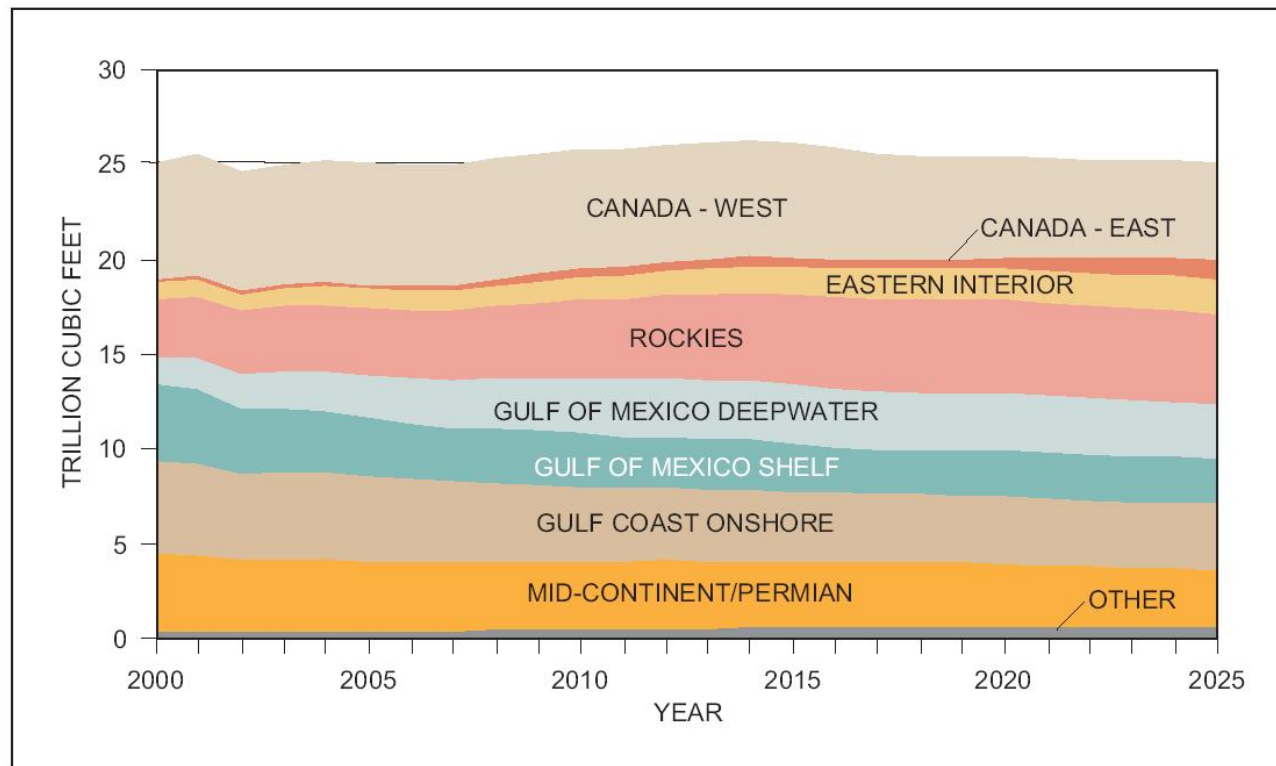 30
CANADA - WEST
25
CANADA - EAST
20
EASTERN INTERIOR
ROCKIES
15
GULF OF MEXICO DEEPWATER
10
GULF OF MEXICO SHELF
GULF COAST ONSHORE
5
MID-CONTINENT/PERMIAN
OTHER
0
TRILLION CUBIC FEET
2000 2005 2010 2015 2020 2025
YEAR